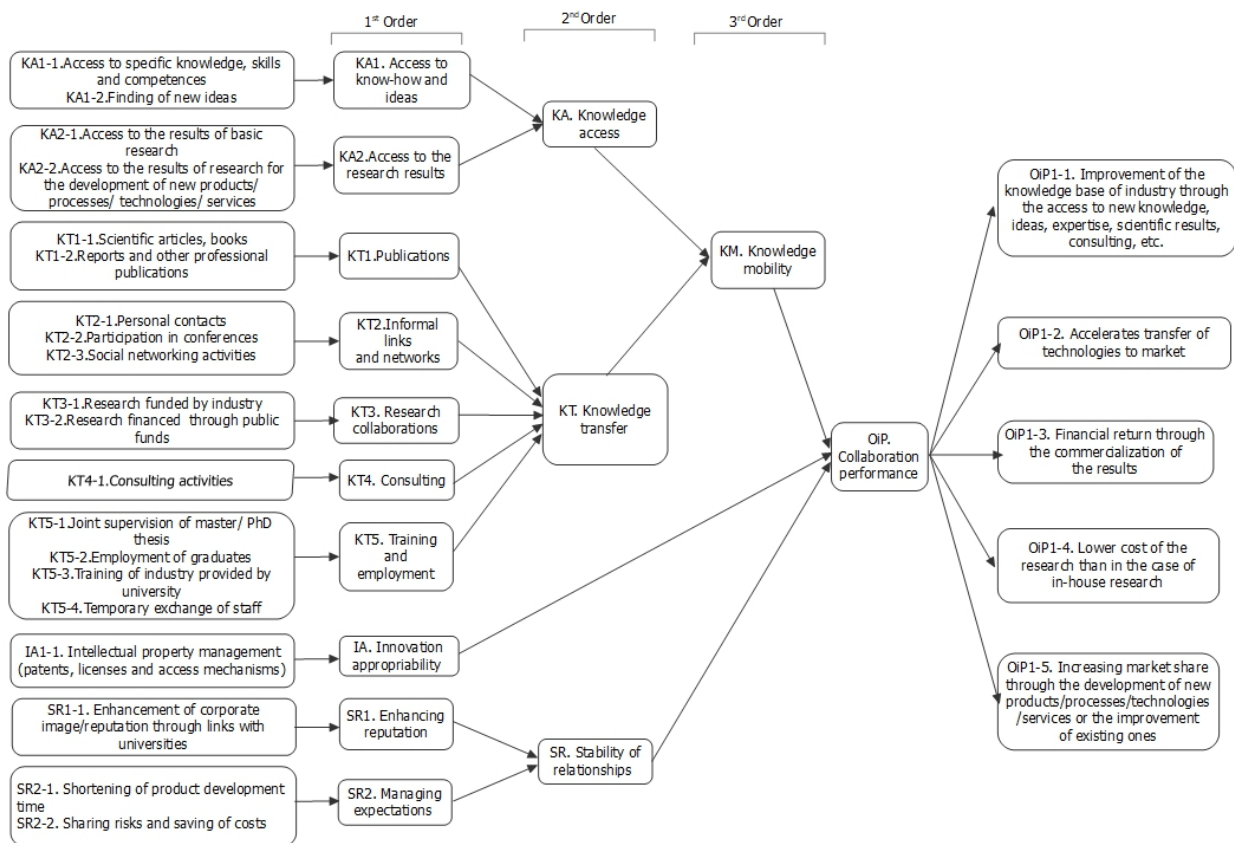 1st Order
2nd Order
3rd Order
KA1-1.Access to specific knowledge, skills
and competences
KA1-2.Finding of new ideas
KA1. Access to
know-how and
ideas
KA. Knowledge
access
KA2-1.Access to the results of basic
research
KA2-2.Access to the results of research for
the development of new products/
processes/ technologies/ services
KA2.Access to the
research results
KT1-1.Scientific articles, books
KT1-2.Reports and other professional
publications
KT1.Publications
KM. Knowledge
mobility
KT2-1.Personal contacts
KT2-2.Participation in conferences
KT2-3.Social networking activities
KT2.Informal
links
and networks
KT3-1.Research funded by industry
KT3-2.Research financed through public
funds
KT3. Research
collaborations
KT. Knowledge
transfer
KT4-1.Consulting activities
KT4. Consulting
KT5-1.Joint supervision of master/ PhD
thesis
KT5-2.Employment of graduates
KT5-3.Training of industry provided by
university
KT5-4.Temporary exchange of staff
KT5. Training
and
employment
IA1-1. Intellectual property management
(patents, licenses and access mechanisms)
IA. Innovation
appropriability
SR1-1. Enhancement of corporate
image/reputation through links with
universities
SR1. Enhancing
reputation
SR. Stability of
relationships
SR2-1. Shortening of product development
time
SR2-2. Sharing risks and saving of costs
SR2. Managing
expectations
OiP.
Collaboration
performance
OiP1-1. Improvement of the
knowledge base of industry through
the access to new knowledge,
ideas, expertise, scientific results,
consulting, etc.
OiP1-2. Accelerates transfer of
technologies to market
OiP1-3. Financial return through
the commercialization of
the results
OiP1-4. Lower cost of the
research than in the case of
in-house research
OiP1-5. Increasing market share
through the development of new
products/processes/technologies
/services or the improvement
of existing ones